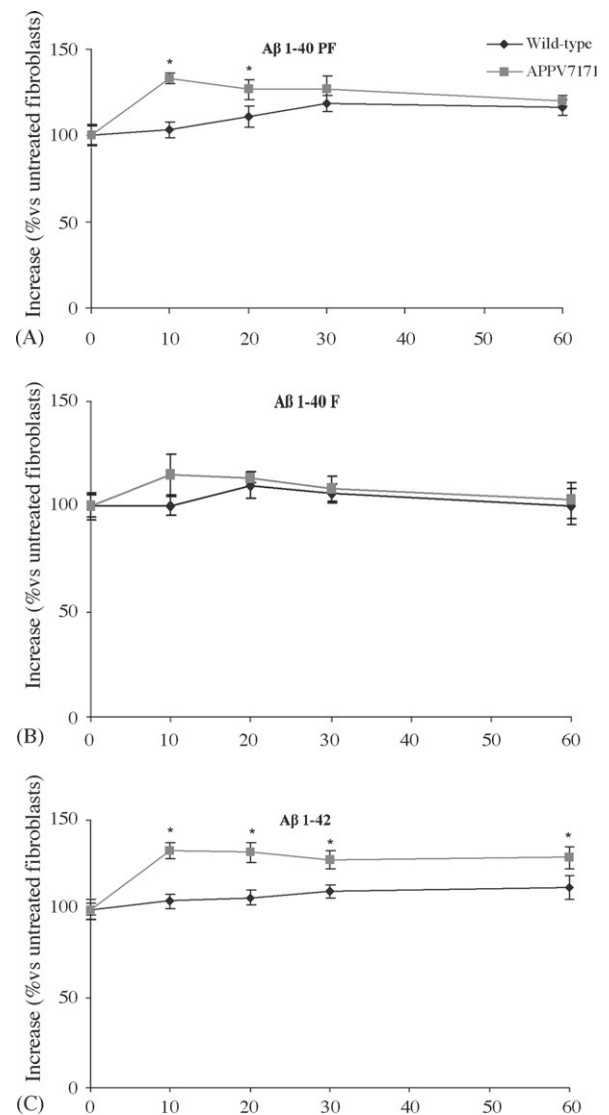 Aβ 1-40 PF
Wild-type
APPV7171
Increase (%vs untreated fibroblasts)
150
100
50
0
* *
(A)
0 10 20 30 40 50 60
Aβ 1-40 F
Increase (%vs untreated fibroblasts)
150
100
50
0
(B)
0 10 20 30 40 50 60
Aβ 1-42
Increase (%vs untreated fibroblasts)
150
100
50
0
* * * *
(C)
0 10 20 30 40 50 60